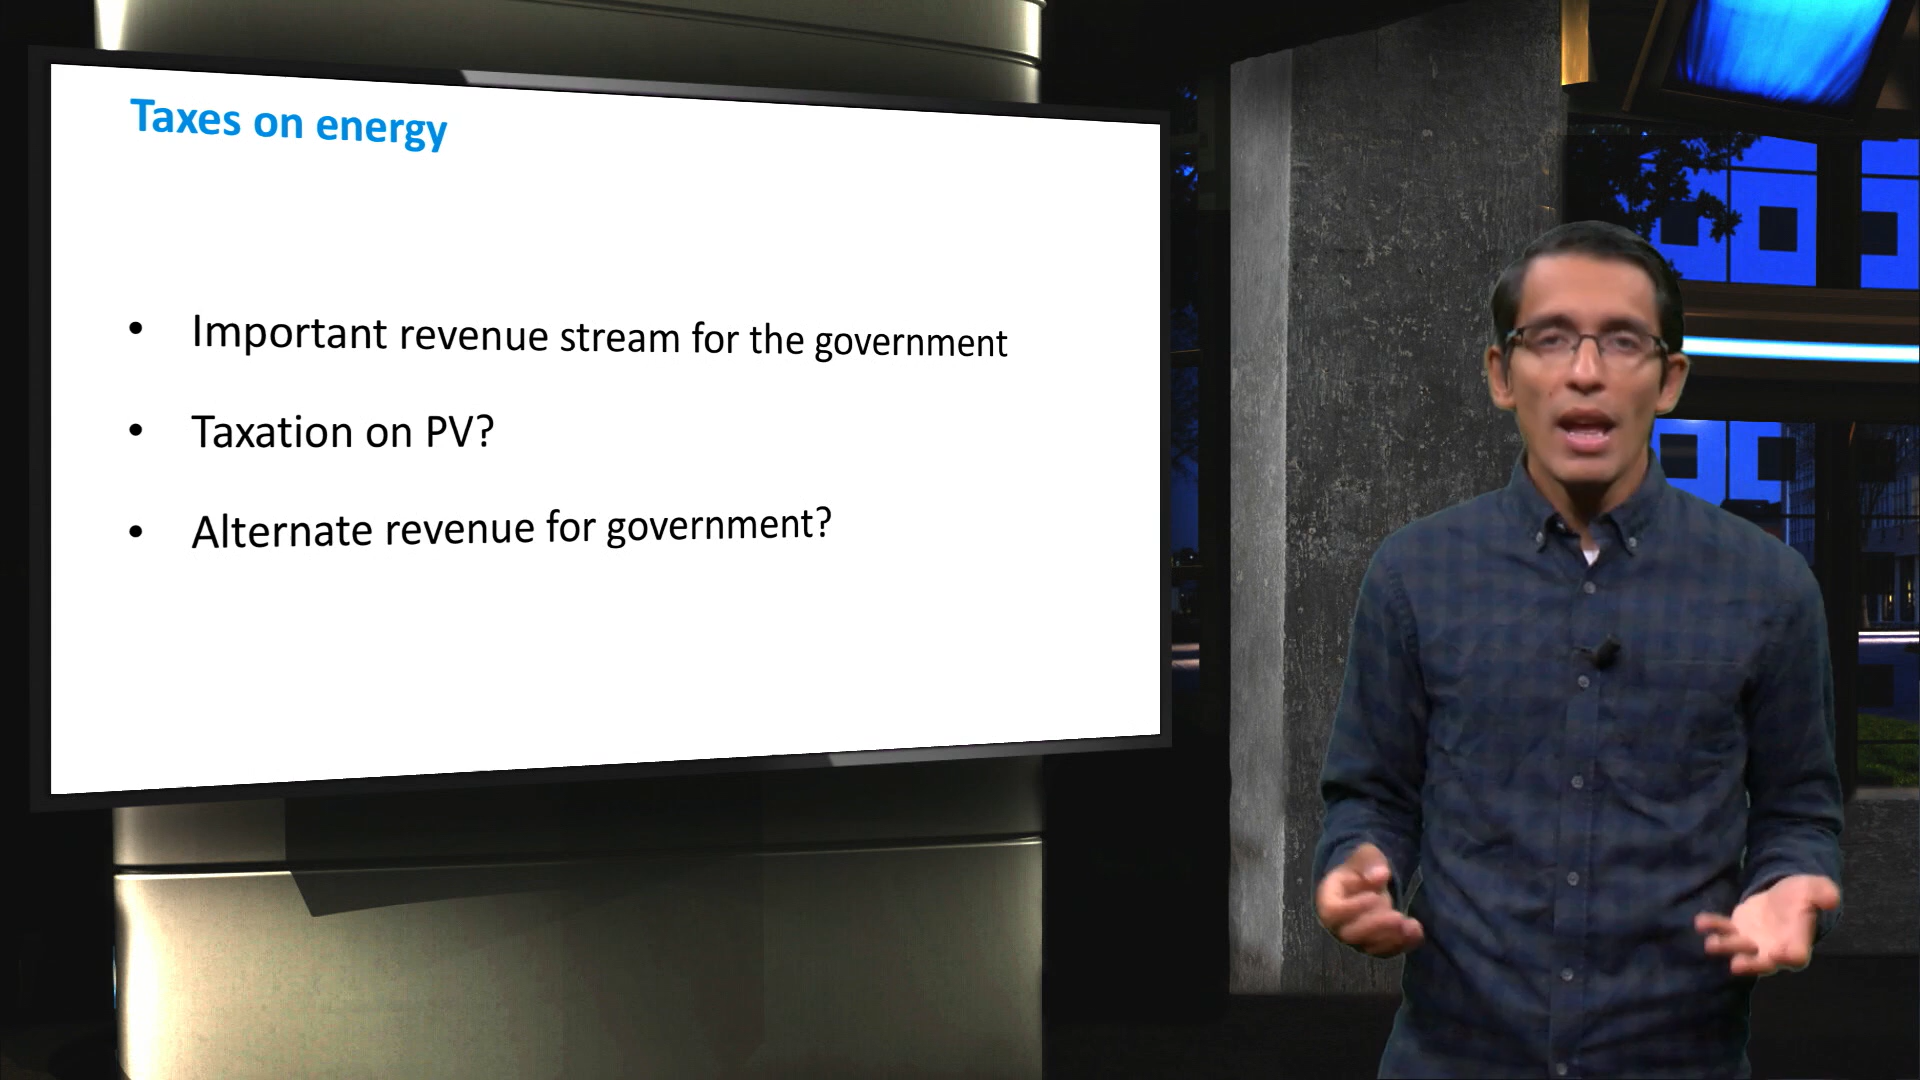 Taxes on energy
• Important revenue stream for the government
• Taxation on PV?
• Alternate revenue for government?